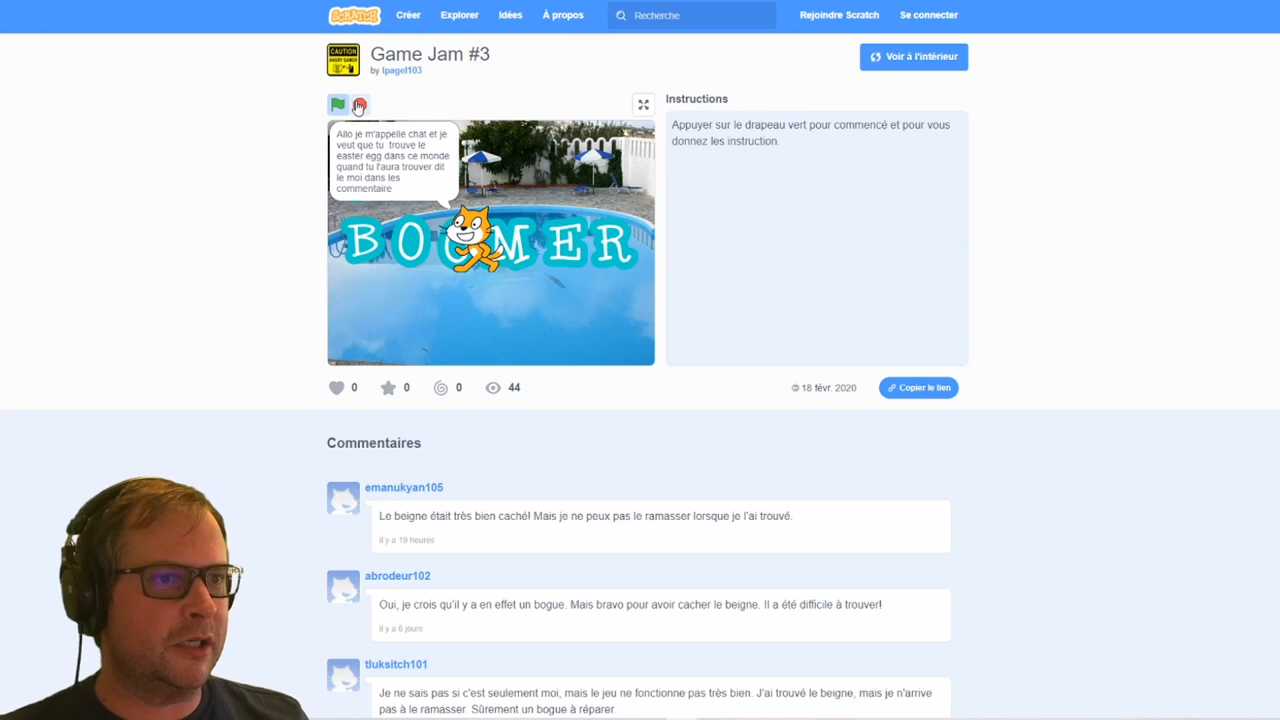 SCRATCH Créer Explorer Idées À propos Recherche Rejoindre Scratch Se connecter
CAUTION
ANGRY GAMER
Game Jam #3
by lpagel103
Voir à l'intérieur
Instructions
Appuyer sur le drapeau vert pour commencé et pour vous
donnez les instruction.
Allo je m'appelle chat et je
veut que tu trouve le
easter egg dans ce monde
quand tu l'aura trouver dit
le moi dans les
commentaire
BOOMER
0 0 0 44
18 févr. 2020
Copier le lien
Commentaires
emanukyan105
Le beigne était très bien caché! Mais je ne peux pas le ramasser lorsque je l'ai trouvé.
il y a 19 heures
abrodeur102
Oui, je crois qu'il y a en effet un bogue. Mais bravo pour avoir cacher le beigne. Il a été difficile à trouver!
il y a 6 jours
tluksitch101
Je ne sais pas si c'est seulement moi, mais le jeu ne fonctionne pas très bien. J'ai trouvé le beigne, mais je n'arrive
pas à le ramasser. Sûrement un bogue à réparer.